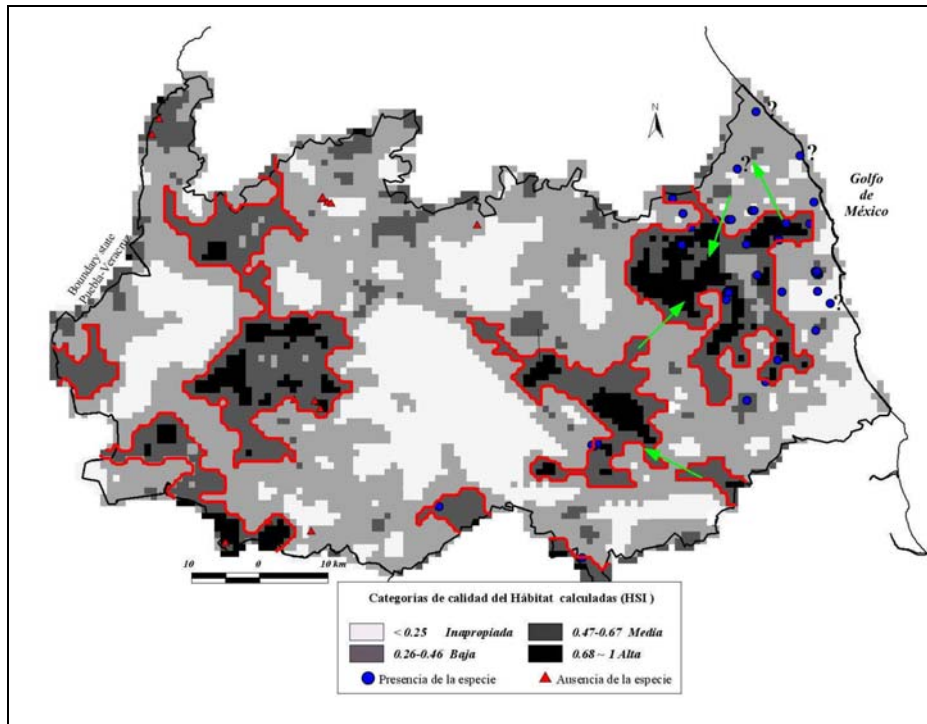 N
?
?
?
?
Golfo
de
México
Boundary state
Puebla-Veracruz
10 0 10 km
Categorias de calidad del Hábitat calculadas (HSI )
< 0.25 Inapropiada
0.47-0.67 Media
0.26-0.46 Baja
0.68 ~ 1 Alta
Presencia de la especie
Ausencia de la especie